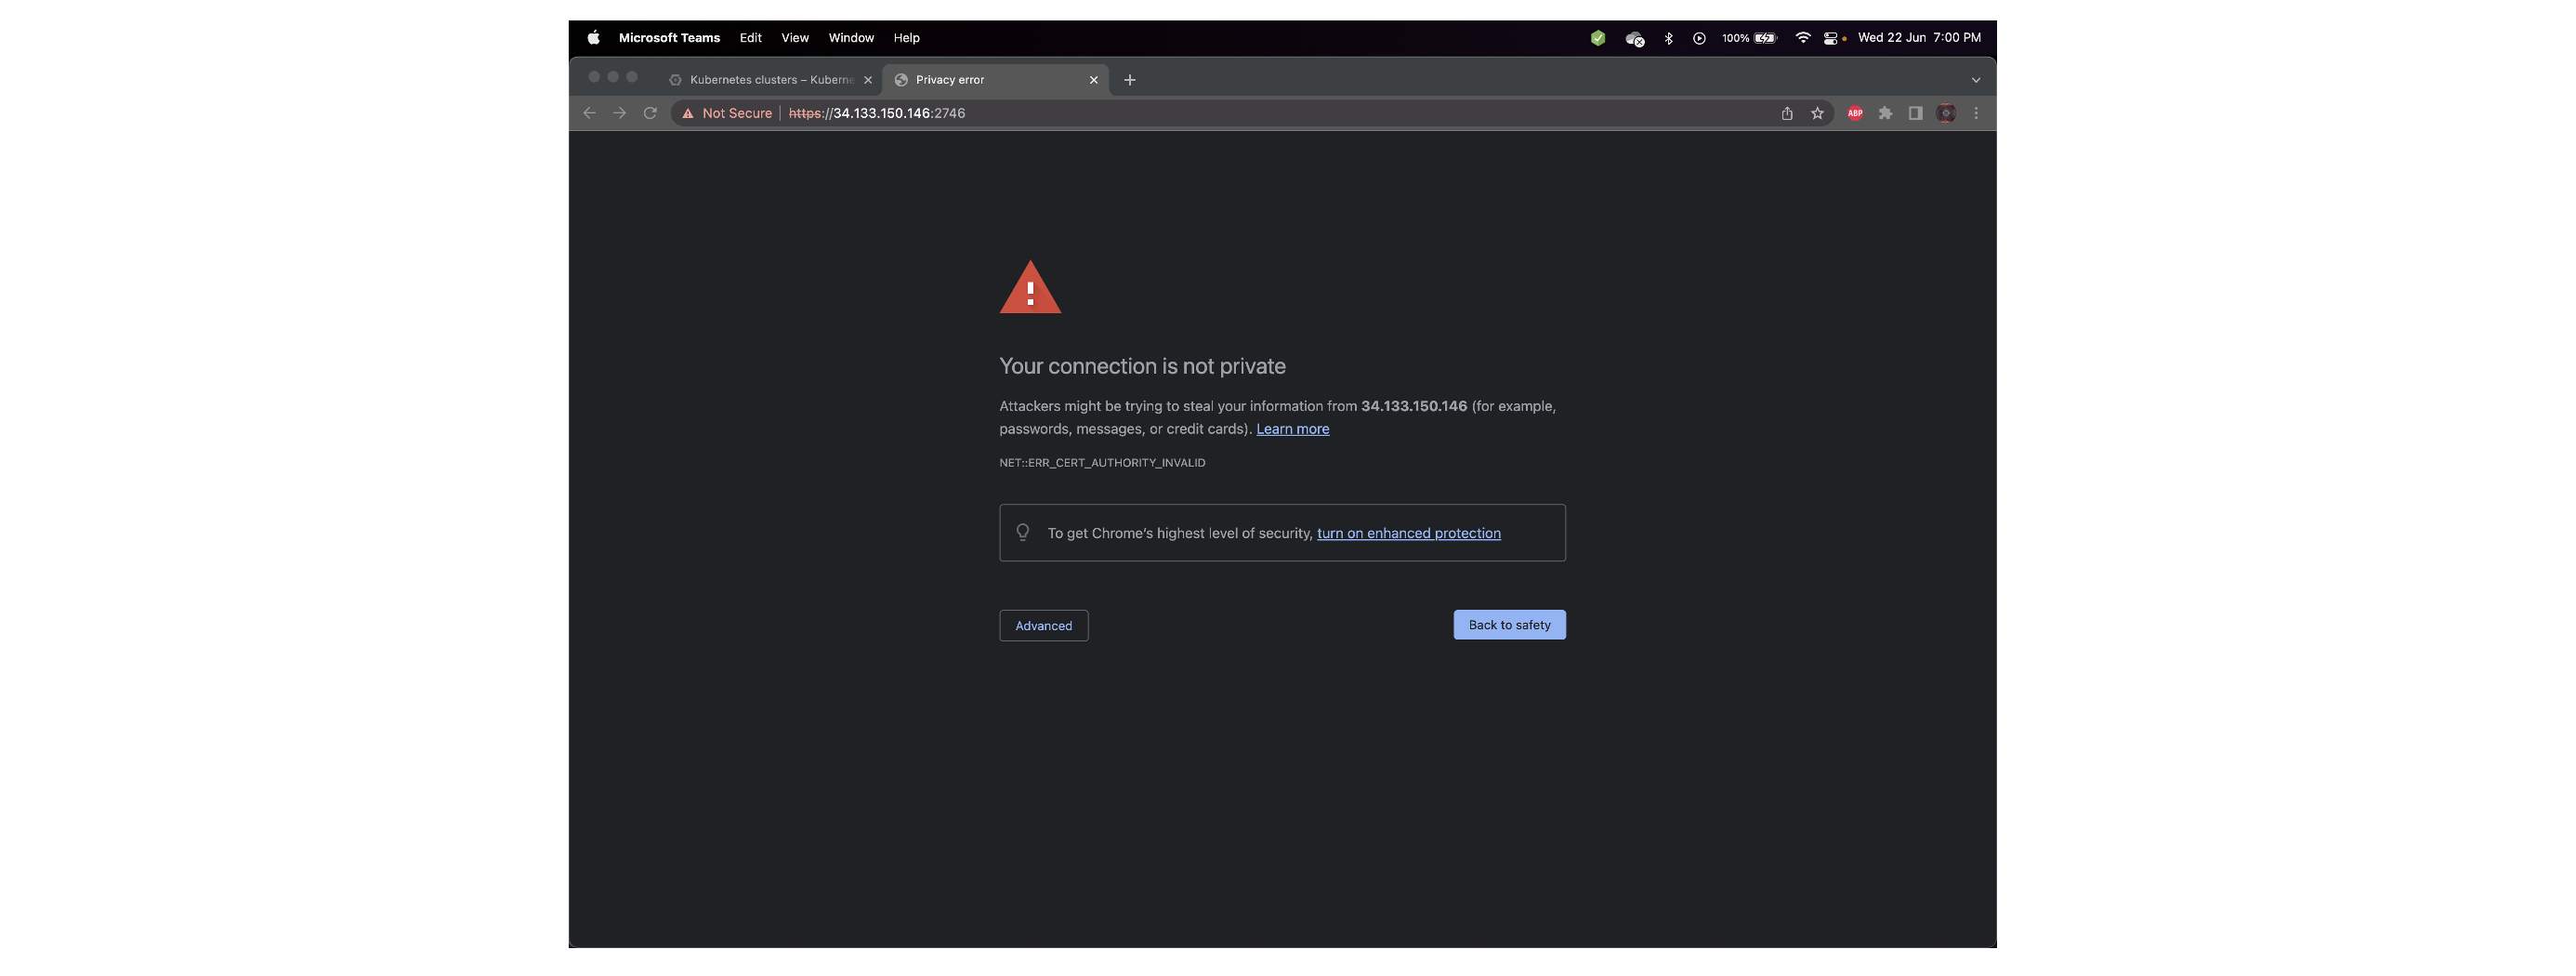 Microsoft Teams Edit View Window Help 100% Wed 22 Jun 7:00 PM
Kubernetes clusters – Kuberne Privacy error
Not Secure https://34.133.150.146:2746 ABP
Your connection is not private
Attackers might be trying to steal your information from 34.133.150.146 (for example,
passwords, messages, or credit cards). Learn more
NET::ERR_CERT_AUTHORITY_INVALID
To get Chrome's highest level of security, turn on enhanced protection
Advanced Back to safety